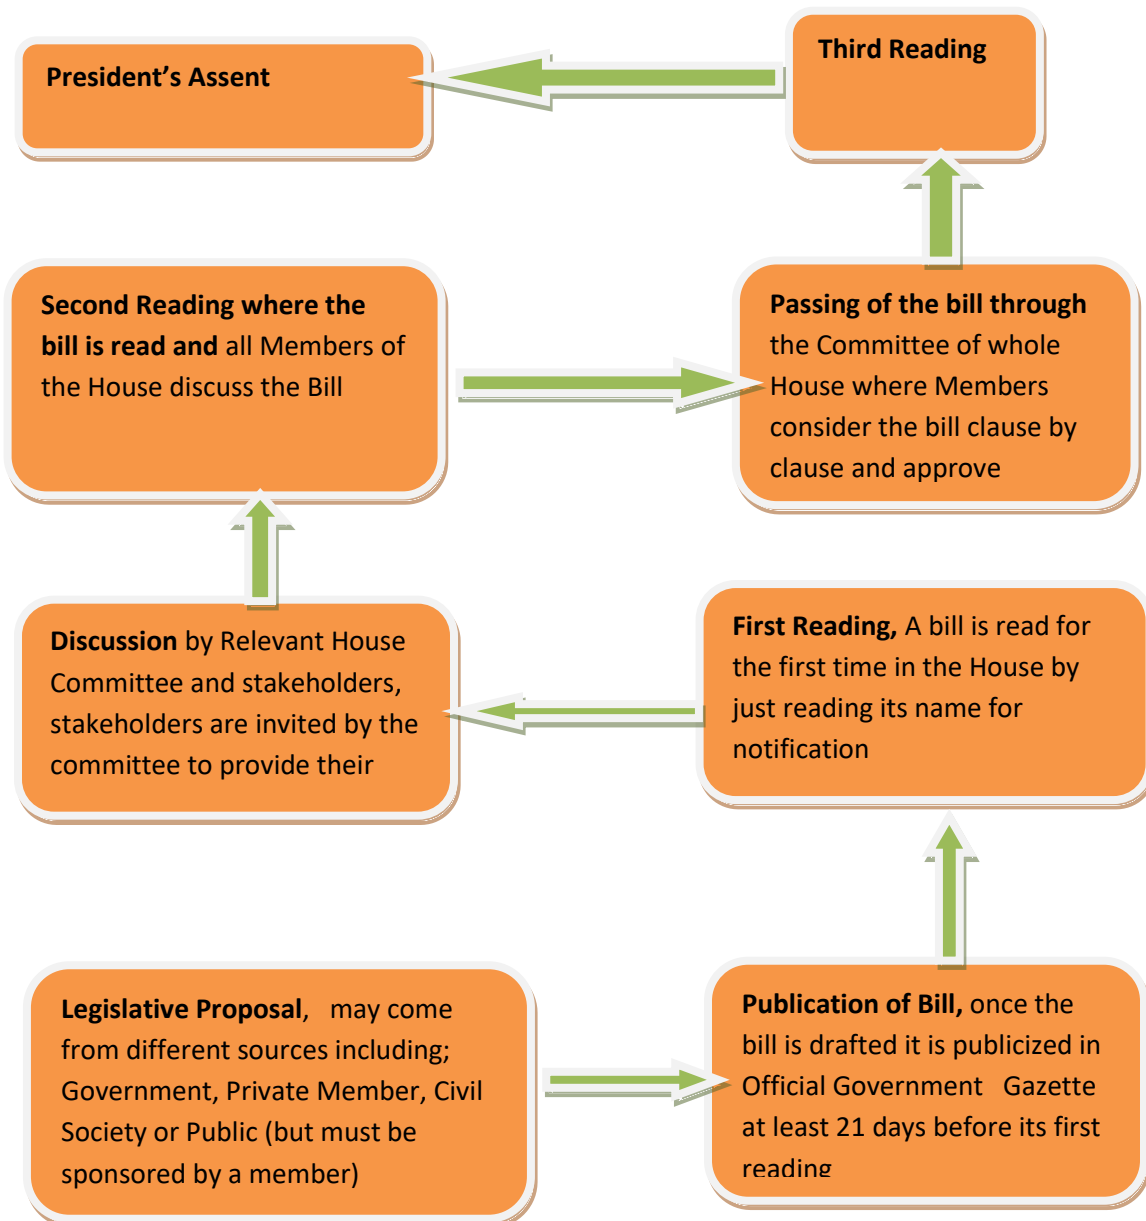 President’s Assent
Third Reading
Second Reading where the
bill is read and all Members of
the House discuss the Bill
Passing of the bill through
the Committee of whole
House where Members
consider the bill clause by
clause and approve
Discussion by Relevant House
Committee and stakeholders,
stakeholders are invited by the
committee to provide their
First Reading, A bill is read for
the first time in the House by
just reading its name for
notification
Legislative Proposal,   may come
from different sources including;
Government, Private Member, Civil
Society or Public (but must be
sponsored by a member)
Publication of Bill, once the
bill is drafted it is publicized in
Official Government   Gazette
at least 21 days before its first
reading